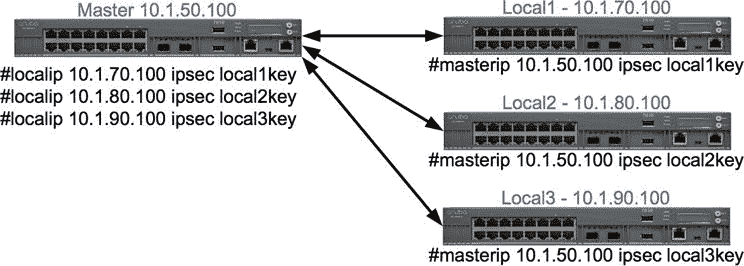 Master 10.1.50.100
#localip 10.1.70.100 ipsec local1key
#localip 10.1.80.100 ipsec local2key
#localip 10.1.90.100 ipsec local3key
Local1 - 10.1.70.100
#masterip 10.1.50.100 ipsec local1key
Local2 - 10.1.80.100
#masterip 10.1.50.100 ipsec local2key
Local3 - 10.1.90.100
#masterip 10.1.50.100 ipsec local3key